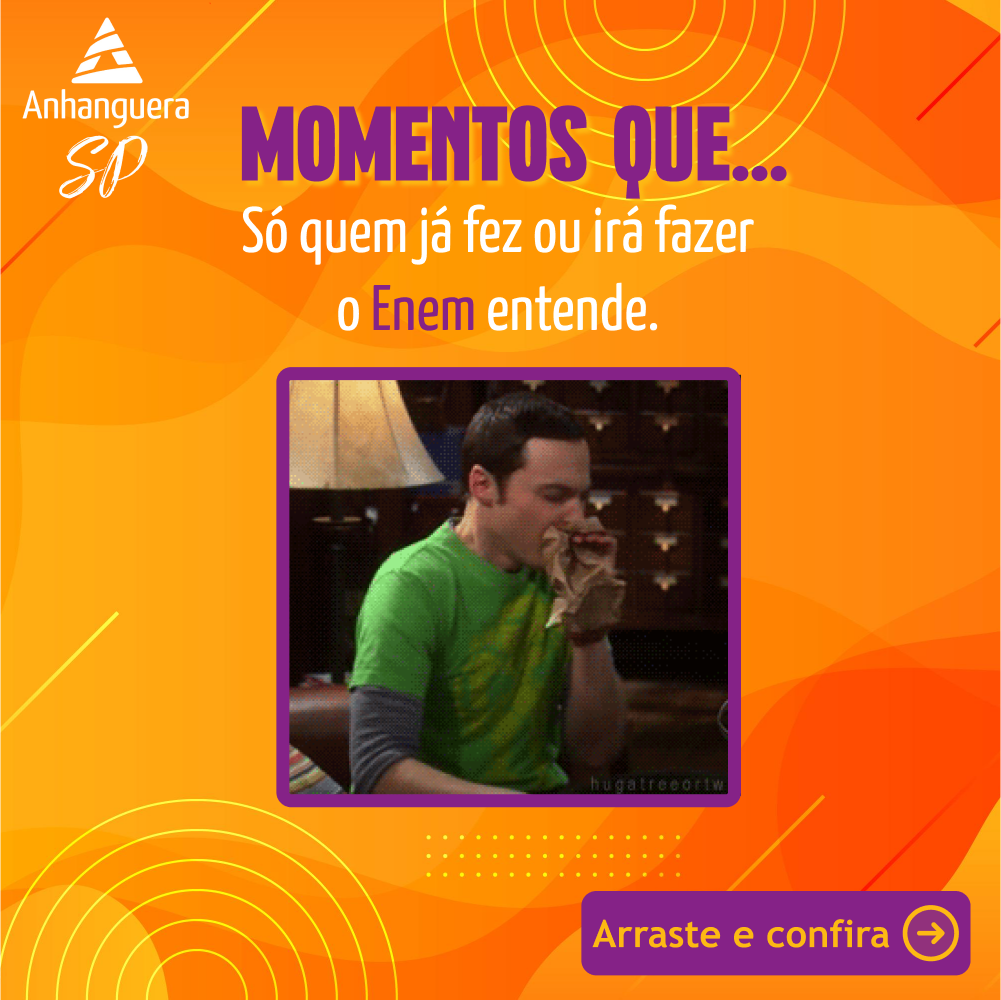 Anhanguera
SP
MOMENTOS QUE...
Só quem já fez ou irá fazer
o Enem entende.
hugatreeortw
Arraste e confira